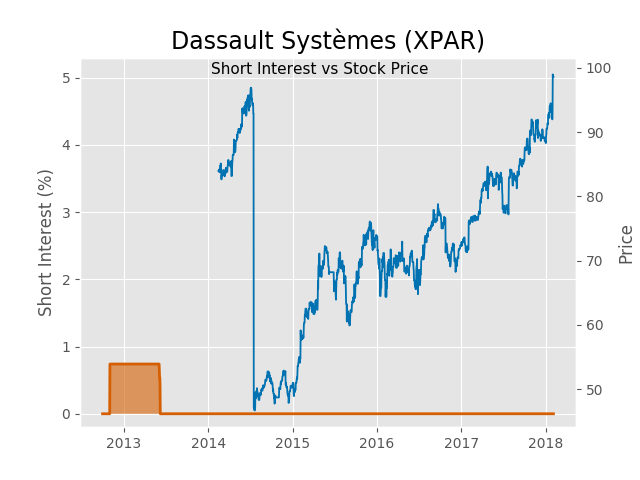 Dassault Systèmes (XPAR)
Short Interest vs Stock Price
Short Interest (%)
5
4
3
2
1
0
100
90
80
70
60
50
Price
2013 2014 2015 2016 2017 2018